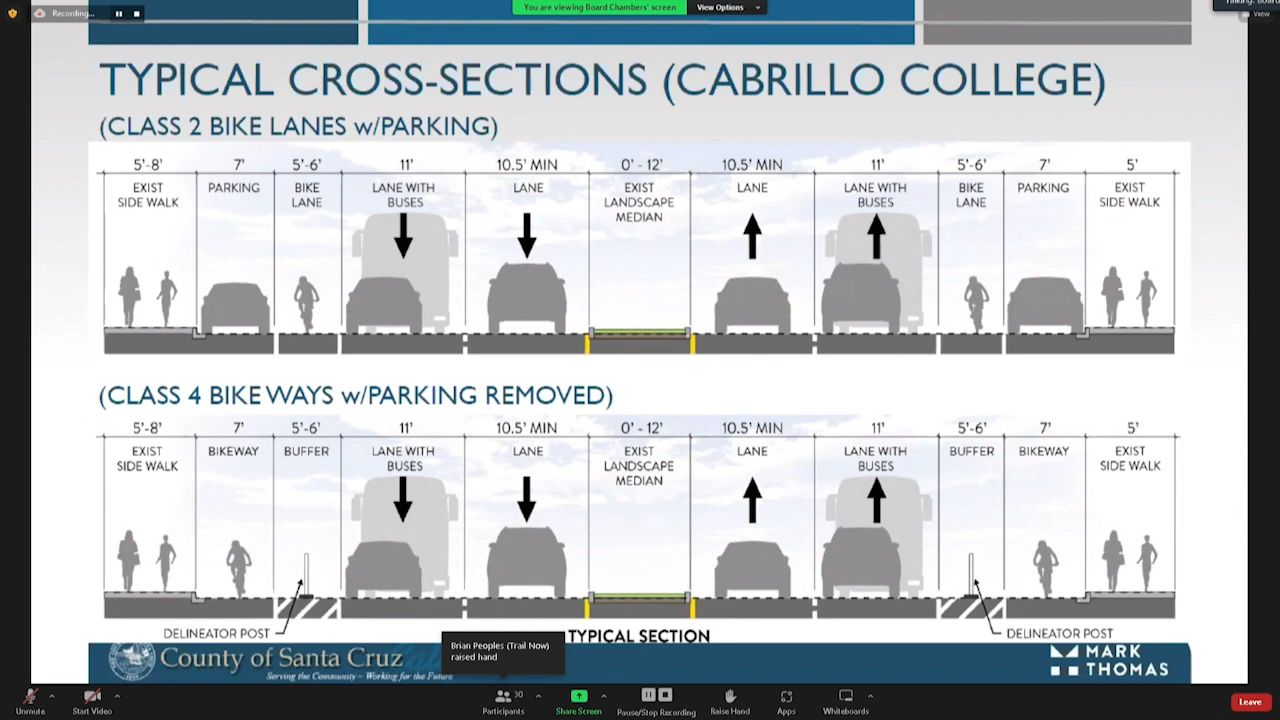 Recording...
You are viewing Board Chambers' screen
View Options
Talking: Board
View
TYPICAL CROSS-SECTIONS (CABRILLO COLLEGE)
(CLASS 2 BIKE LANES w/PARKING)
5'-8' 7' 5'-6' 11' 10.5' MIN 0' - 12' 10.5' MIN 11' 5'-6' 7' 5'
EXIST PARKING BIKE LANE WITH LANE EXIST LANE LANE WITH BIKE PARKING EXIST
SIDE WALK LANE BUSES LANDSCAPE BUSES LANE SIDE WALK
MEDIAN
(CLASS 4 BIKE WAYS w/PARKING REMOVED)
5'-8' 7' 5'-6' 11' 10.5' MIN 0' - 12' 10.5' MIN 11' 5'-6' 7' 5'
EXIST BIKEWAY BUFFER LANE WITH LANE EXIST LANE LANE WITH BUFFER BIKEWAY EXIST
SIDE WALK BUSES LANDSCAPE BUSES SIDE WALK
MEDIAN
DELINEATOR POST TYPICAL SECTION DELINEATOR POST
Brian Peoples (Trail Now)
raised hand
County of Santa Cruz
Serving the Community – Working for the Future
MARK
THOMAS
Unmute Start Video Participants 30 Share Screen Pause/Stop Recording Raise Hand Apps Whiteboards Leave